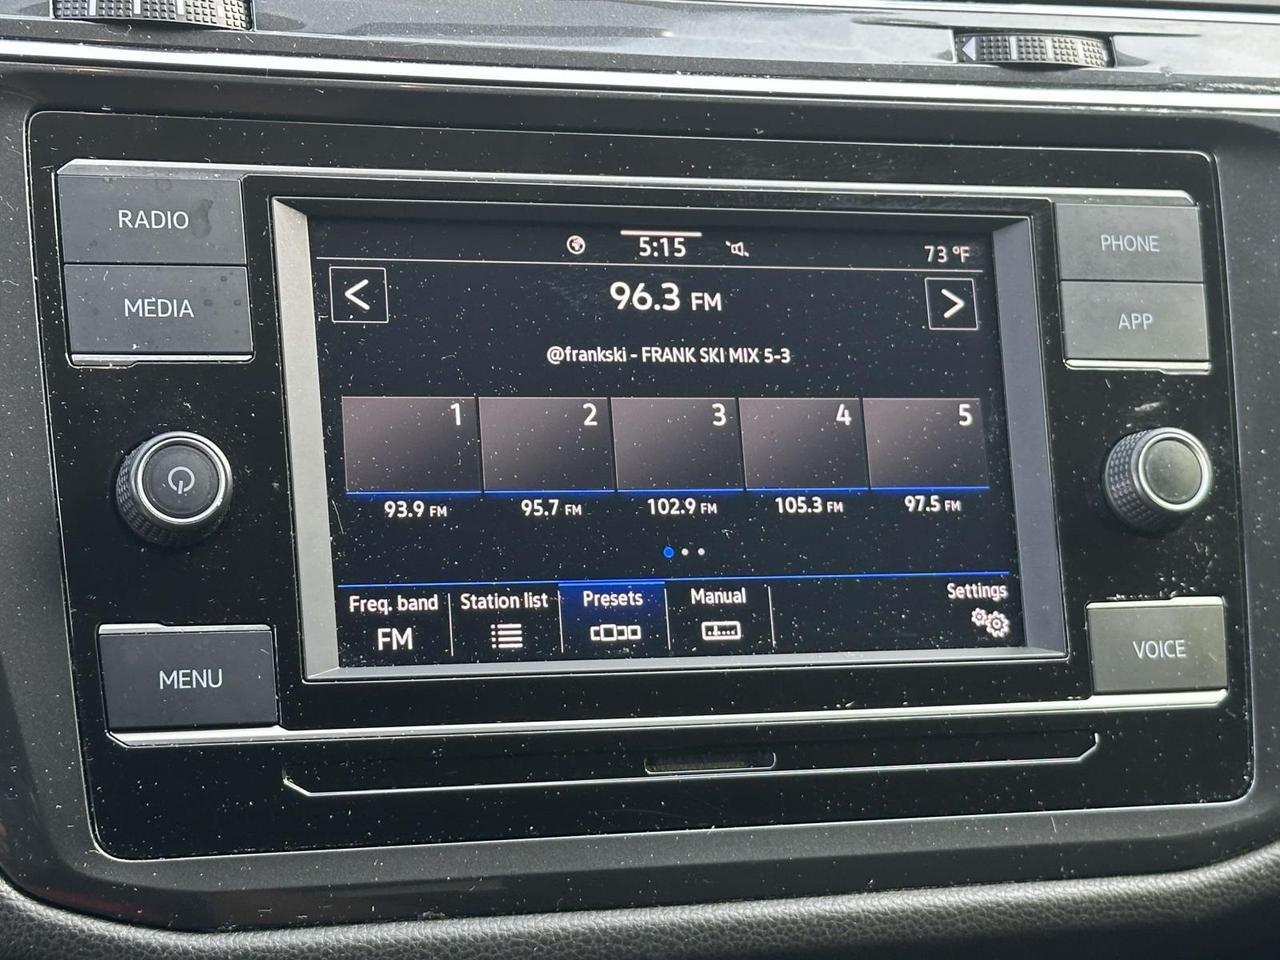 RADIO
MEDIA
MENU
5:15
73 °F
<
96.3 FM
>
@frankski - FRANK SKI MIX 5-3
1 2 3 4 5
93.9 FM 95.7 FM 102.9 FM 105.3 FM 97.5 FM
Freq. band Station list Presets Manual Settings
FM
PHONE
APP
VOICE